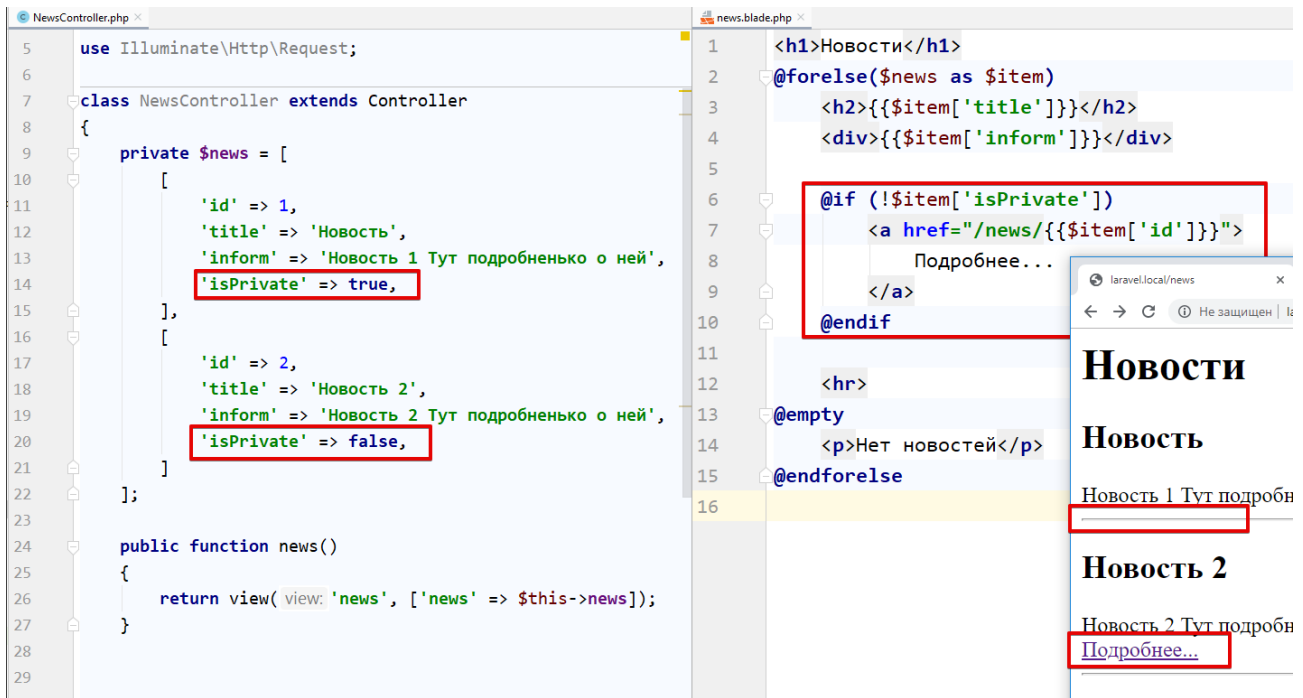 NewsController.php
5 use Illuminate\Http\Request;
6
7 class NewsController extends Controller
8 {
9 private $news = [
10 [
11 'id' => 1,
12 'title' => 'Новость',
13 'inform' => 'Новость 1 Тут подробненько о ней',
14 'isPrivate' => true,
15 ],
16 [
17 'id' => 2,
18 'title' => 'Новость 2',
19 'inform' => 'Новость 2 Тут подробненько о ней',
20 'isPrivate' => false,
21 ]
22 ];
23
24 public function news()
25 {
26 return view( view: 'news', ['news' => $this->news]);
27 }
28
29
news.blade.php
1 <h1>Новости</h1>
2 @forelse($news as $item)
3 <h2>{{$item['title']}}</h2>
4 <div>{{$item['inform']}}</div>
5
6 @if (!$item['isPrivate'])
7 <a href="/news/{{$item['id']}}">
8 Подробнее...
9 </a>
10 @endif
11
12 <hr>
13 @empty
14 <p>Нет новостей</p>
15 @endforelse
16
laravel.local/news
Не защищен | la
Новости
Новость
Новость 1 Тут подробн
Новость 2
Новость 2 Тут подробн
Подробнее...